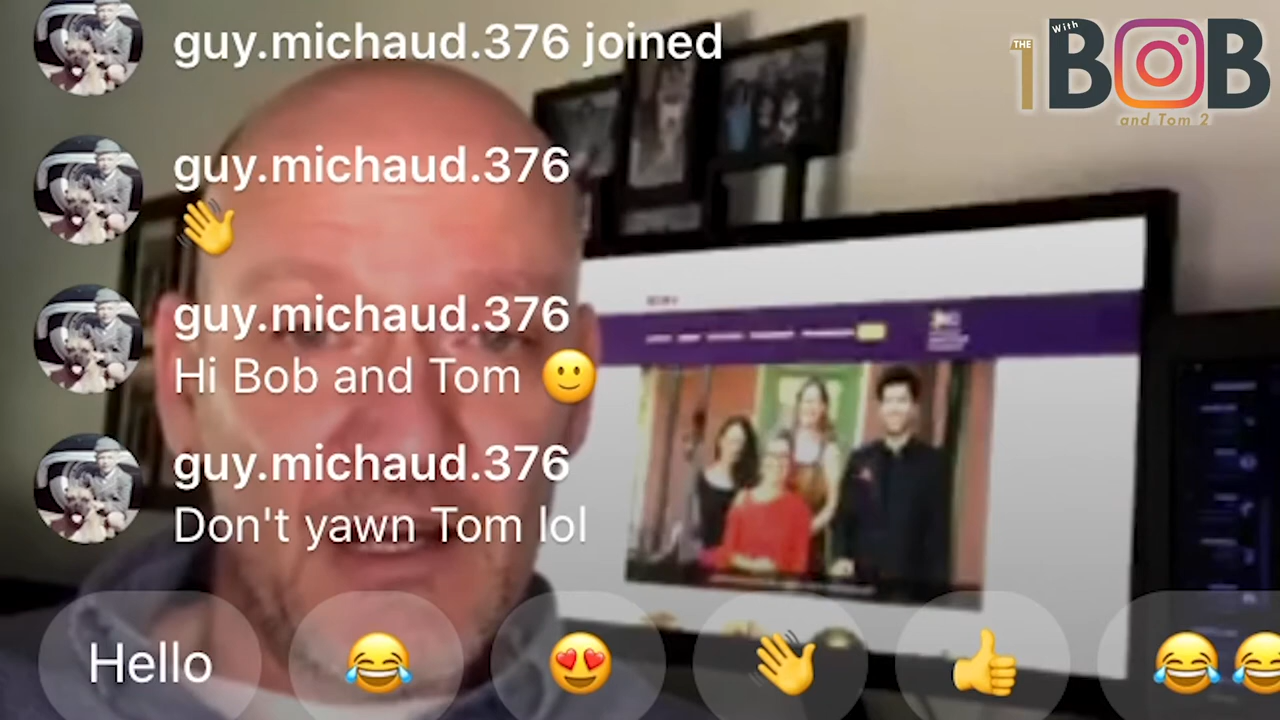 guy.michaud.376 joined
guy.michaud.376
👋
guy.michaud.376
Hi Bob and Tom 🙂
guy.michaud.376
Don't yawn Tom lol
Hello 😂 😍 👋 👍 😂 😂
THE 1 With BOB
and Tom 2